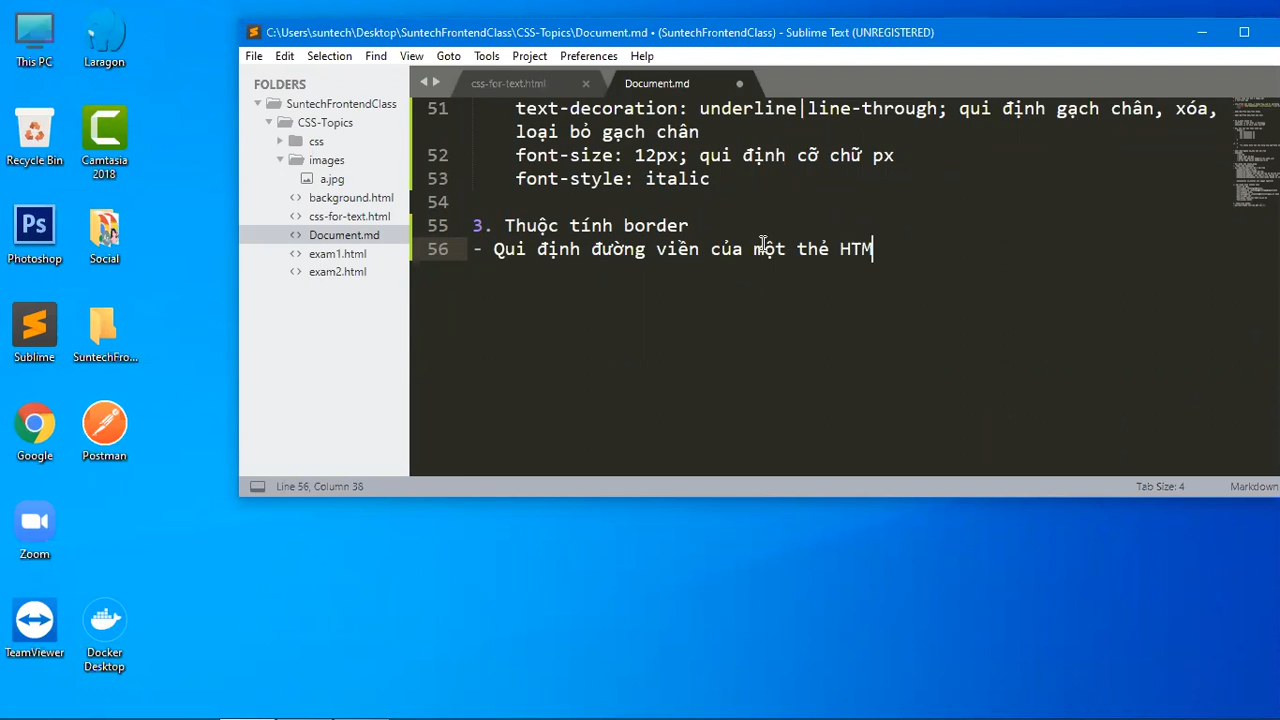 This PC
Laragon
Recycle Bin
Camtasia
2018
Ps
Photoshop
Social
Sublime
SuntechFro...
Google
Postman
Zoom
TeamViewer
Docker
Desktop
C:\Users\suntech\Desktop\SuntechFrontendClass\CSS-Topics\Document.md • (SuntechFrontendClass) - Sublime Text (UNREGISTERED)
File Edit Selection Find View Goto Tools Project Preferences Help
FOLDERS
SuntechFrontendClass
CSS-Topics
css
images
a.jpg
background.html
css-for-text.html
Document.md
exam1.html
exam2.html
css-for-text.html
Document.md
51 text-decoration: underline|line-through; qui định gạch chân, xóa,
loại bỏ gạch chân
52 font-size: 12px; qui định cỡ chữ px
53 font-style: italic
54
55 3. Thuộc tính border
56 - Qui định đường viền của một thẻ HTM
Line 56, Column 38
Tab Size: 4
Markdown